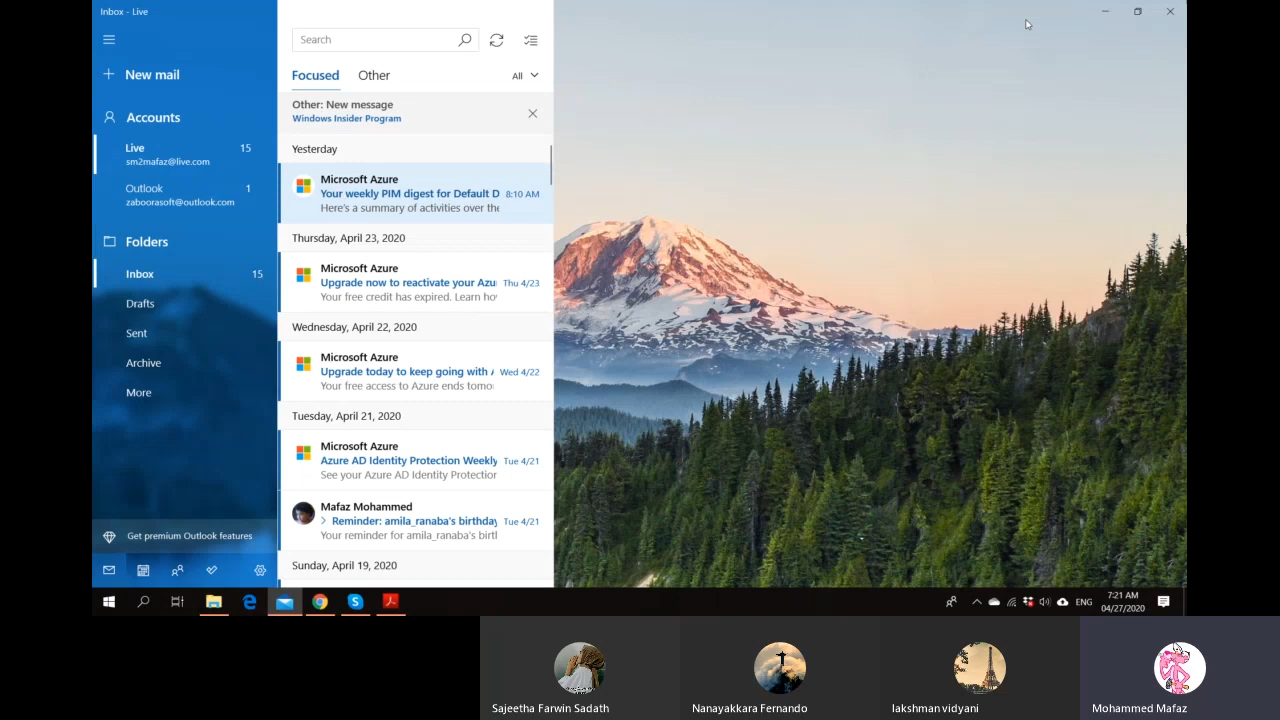 Inbox - Live
New mail
Accounts
Live 15
sm2mafaz@live.com
Outlook 1
zaboorasoft@outlook.com
Folders
Inbox 15
Drafts
Sent
Archive
More
Get premium Outlook features
Search
Focused Other All
Other: New message
Windows Insider Program
Yesterday
Microsoft Azure
Your weekly PIM digest for Default D 8:10 AM
Here's a summary of activities over the
Thursday, April 23, 2020
Microsoft Azure
Upgrade now to reactivate your Azu Thu 4/23
Your free credit has expired. Learn ho
Wednesday, April 22, 2020
Microsoft Azure
Upgrade today to keep going with Wed 4/22
Your free access to Azure ends tomo
Tuesday, April 21, 2020
Microsoft Azure
Azure AD Identity Protection Weekly Tue 4/21
See your Azure AD Identity Protection
Mafaz Mohammed
Reminder: amila_ranaba's birthday Tue 4/21
Your reminder for amila_ranaba's birt
Sunday, April 19, 2020
ENG
7:21 AM
04/27/2020
Sajeetha Farwin Sadath
Nanayakkara Fernando
lakshman vidyani
Mohammed Mafaz